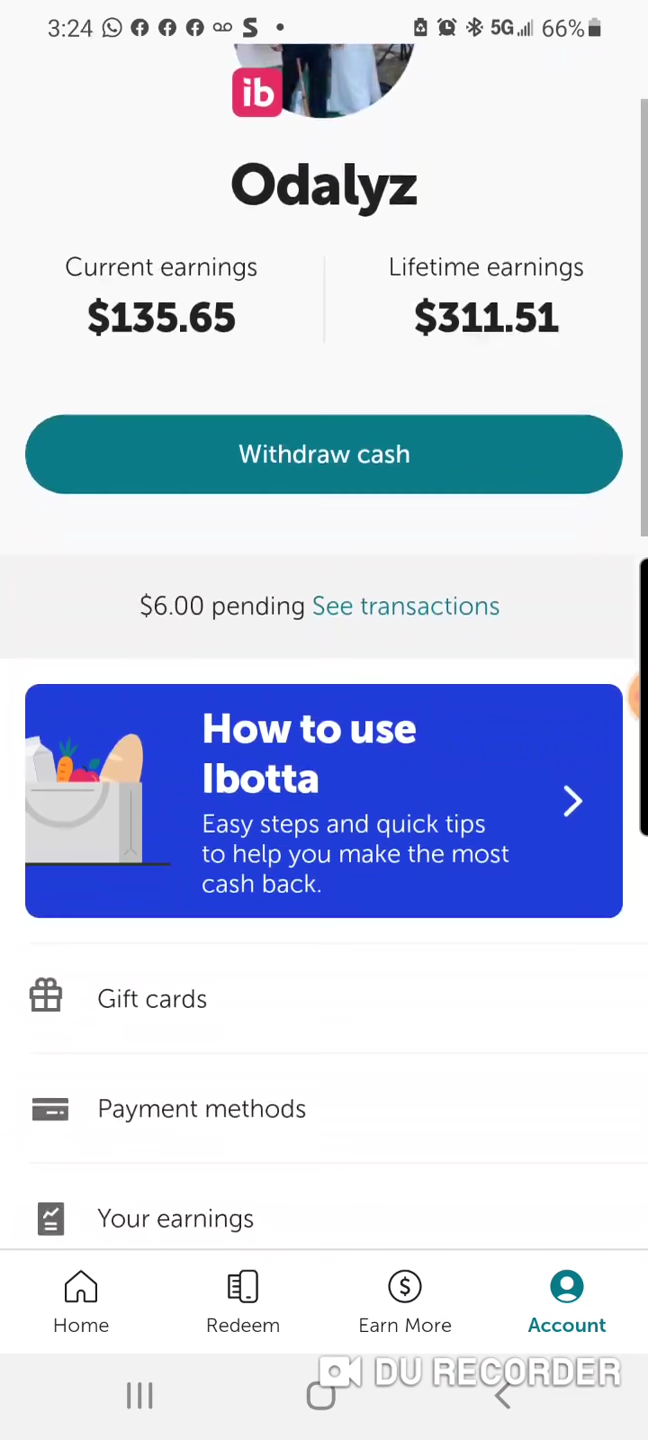 3:24 S 5G 66%
ib
Odalyz
Current earnings Lifetime earnings
$135.65 $311.51
Withdraw cash
$6.00 pending See transactions
How to use
Ibotta
Easy steps and quick tips
to help you make the most
cash back.
Gift cards
Payment methods
Your earnings
Home Redeem Earn More Account
DU RECORDER